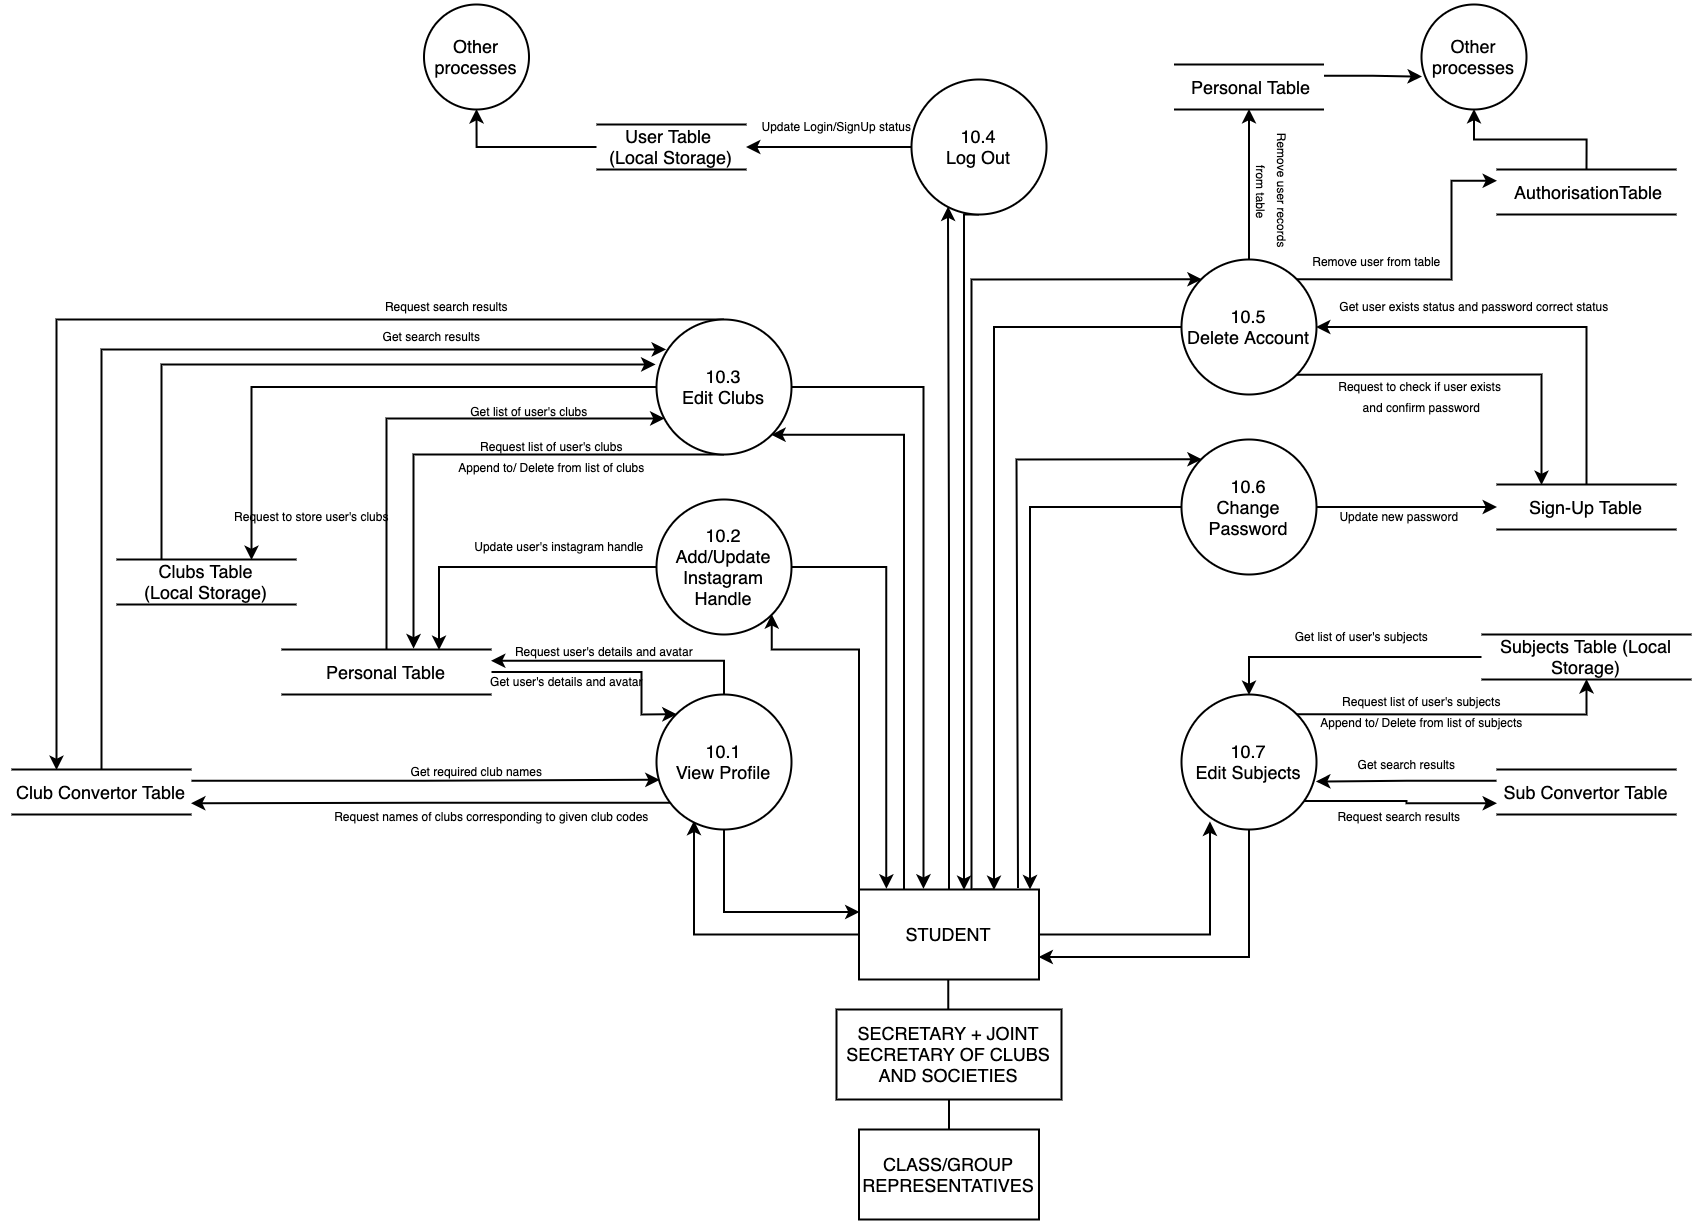 Other
processes
Other
processes
Personal Table
User Table
(Local Storage)
Update Login/SignUp status
10.4
Log Out
Remove user records
from table
AuthorisationTable
Remove user from table
Request search results
Get search results
10.3
Edit Clubs
10.5
Delete Account
Get user exists status and password correct status
Request to check if user exists
and confirm password
Get list of user's clubs
Request list of user's clubs
Append to/ Delete from list of clubs
Request to store user's clubs
Clubs Table
(Local Storage)
Update user's instagram handle
10.2
Add/Update
Instagram
Handle
10.6
Change
Password
Update new password
Sign-Up Table
Personal Table
Request user's details and avatar
Get user's details and avatar
Get list of user's subjects
Subjects Table (Local
Storage)
Request list of user's subjects
Append to/ Delete from list of subjects
10.1
View Profile
10.7
Edit Subjects
Club Convertor Table
Get required club names
Request names of clubs corresponding to given club codes
Get search results
Sub Convertor Table
Request search results
STUDENT
SECRETARY + JOINT
SECRETARY OF CLUBS
AND SOCIETIES
CLASS/GROUP
REPRESENTATIVES